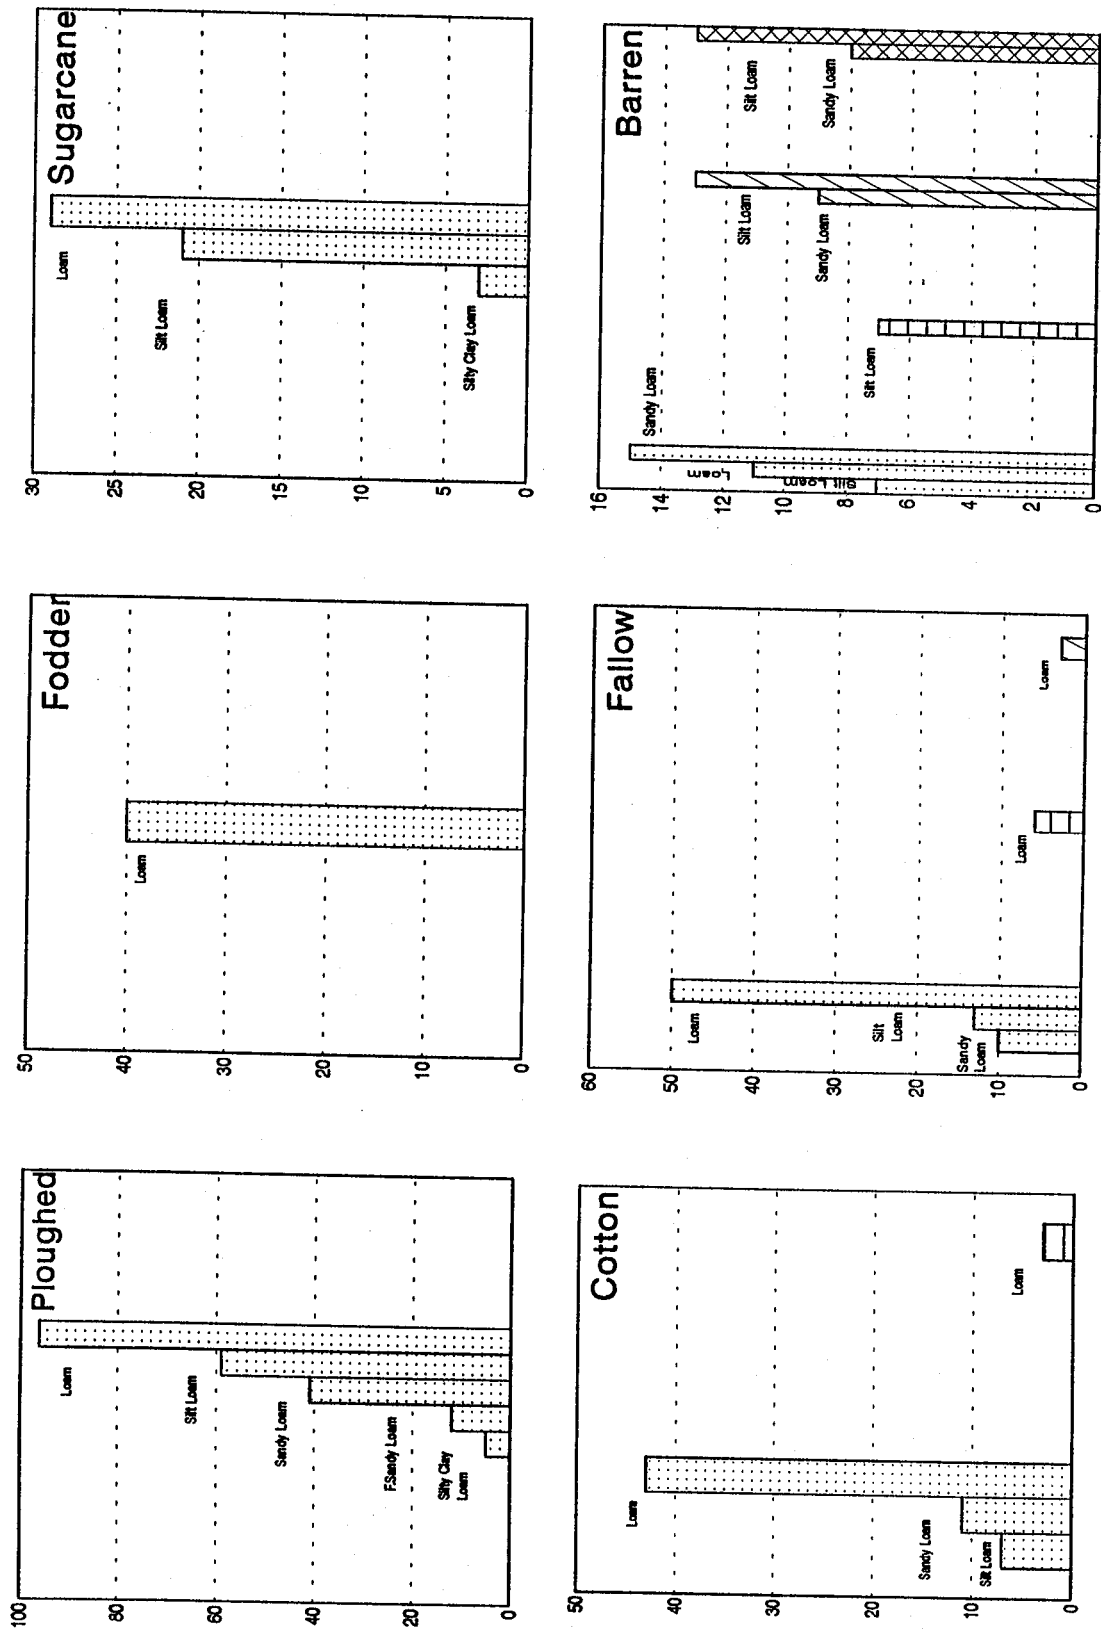 Ploughed
100
80
60
40
20
0
Loam
Silt Loam
Sandy Loam
F.Sandy Loam
Silty Clay
Loam
Fodder
50
40
30
20
10
0
Loam
Sugarcane
30
25
20
15
10
5
0
Loam
Silt Loam
Silty Clay Loam
Cotton
50
40
30
20
10
0
Loam
Sandy Loam
Silt Loam
Loam
Fallow
60
50
40
30
20
10
0
Loam
Silt
Loam
Sandy
Loam
Loam
Loam
Barren
16
14
12
10
8
6
4
2
0
Sandy Loam
Loam
Silt Loam
Silt Loam
Silt Loam
Sandy Loam
Silt Loam
Sandy Loam